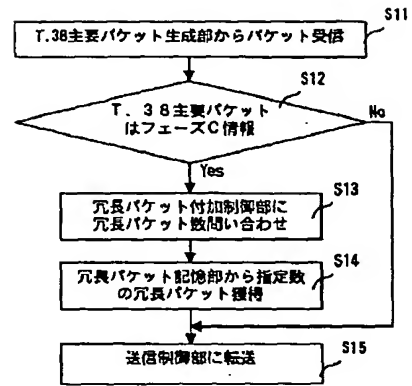 S11
T.38主要パケット生成部からパケット受信
S12
T.38主要パケット
はフェーズC情報
No
Yes
S13
冗長パケット付加制御部に
冗長パケット数問い合わせ
S14
冗長パケット記憶部から指定数
の冗長パケット獲得
S15
送信制御部に転送